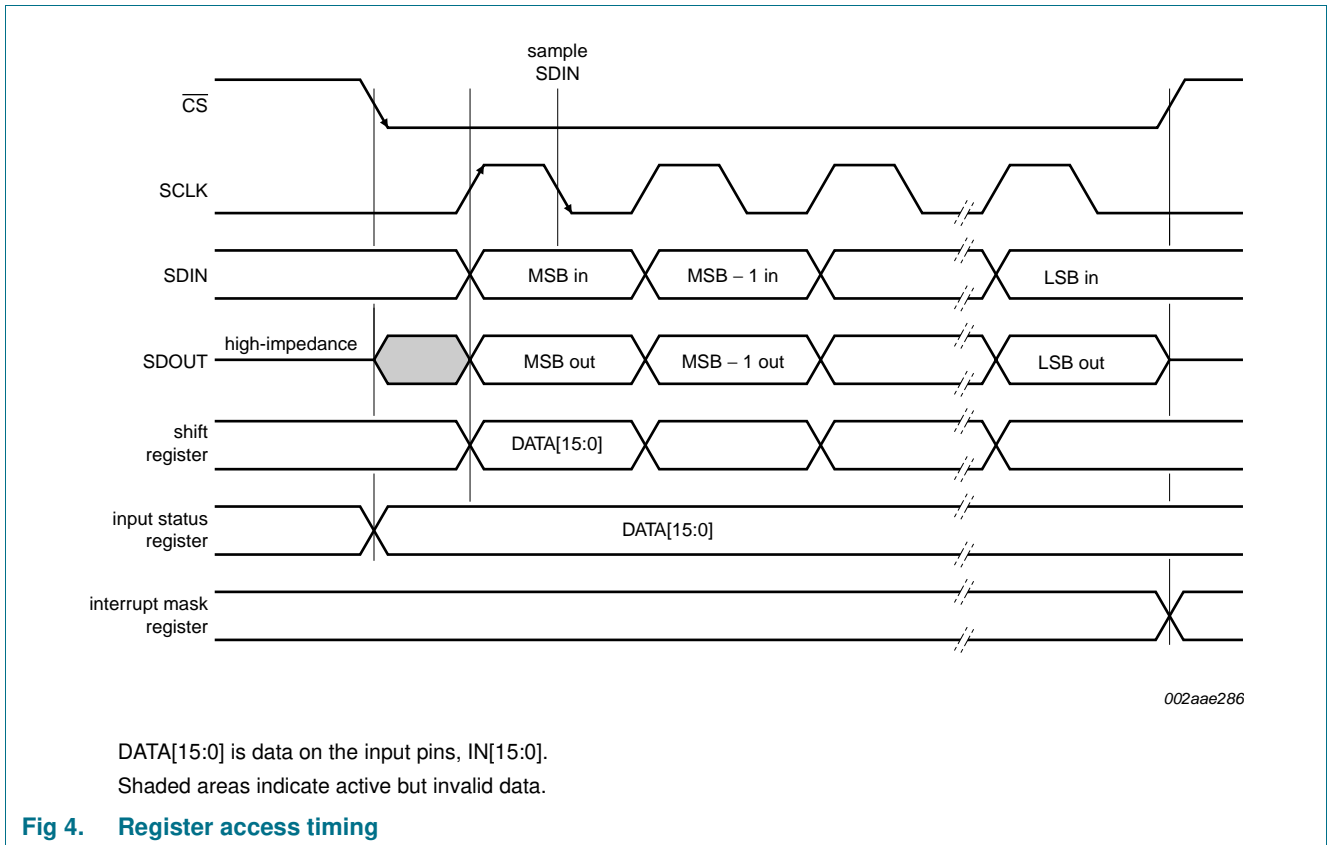 sample
SDIN
CS
SCLK
SDIN
MSB in
MSB − 1 in
LSB in
high-impedance
SDOUT
MSB out
MSB − 1 out
LSB out
shift
register
DATA[15:0]
input status
register
DATA[15:0]
interrupt mask
register
002aae286
DATA[15:0] is data on the input pins, IN[15:0].
Shaded areas indicate active but invalid data.
Fig 4. Register access timing